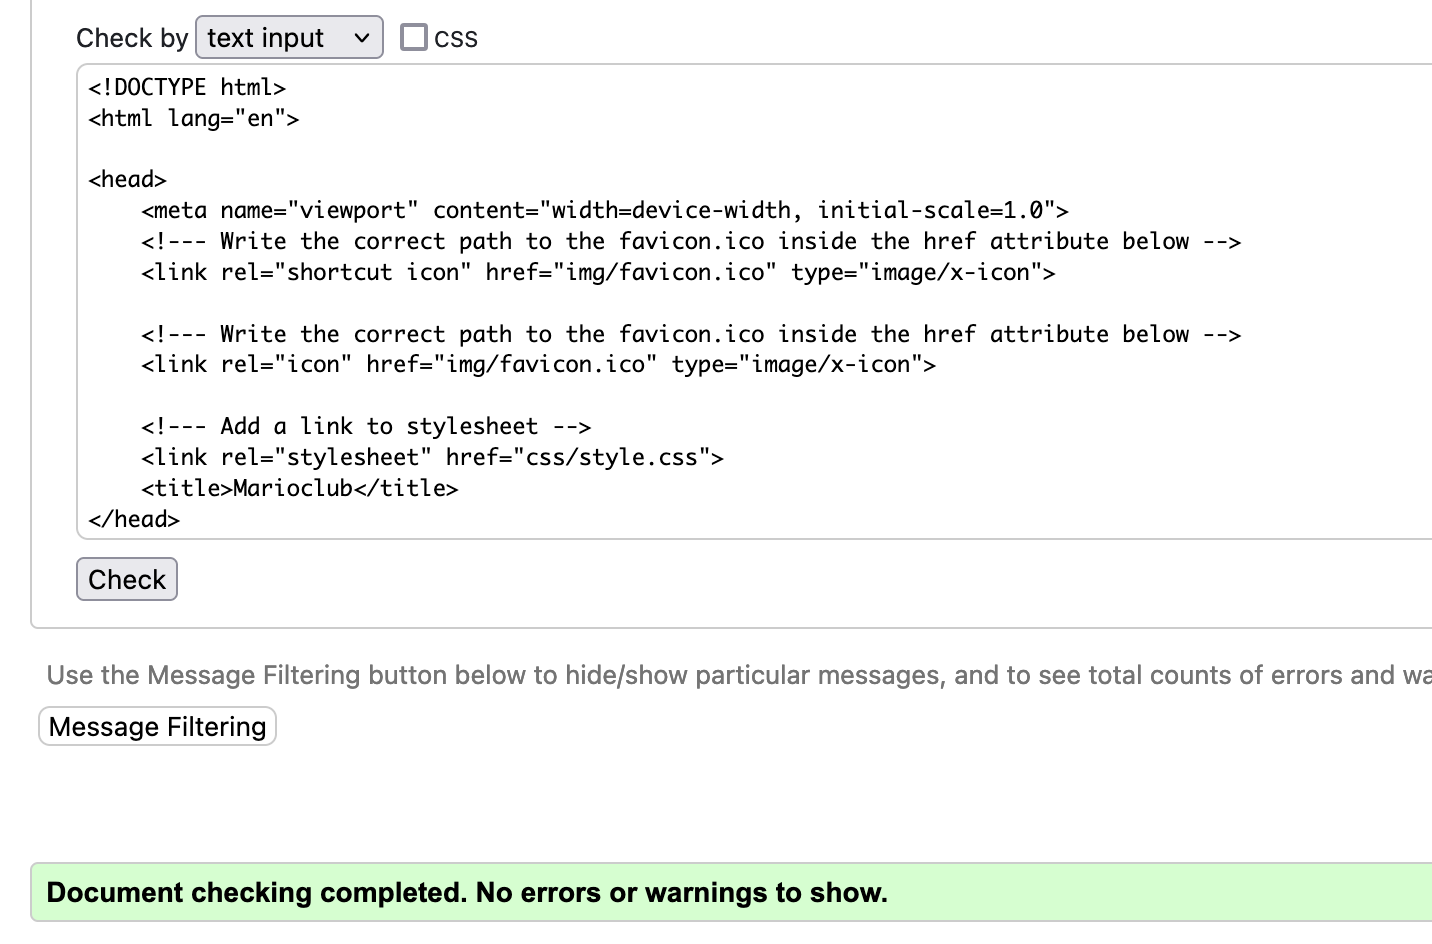 Check by text input CSS
<!DOCTYPE html>
<html lang="en">
<head>
<meta name="viewport" content="width=device-width, initial-scale=1.0">
<!--- Write the correct path to the favicon.ico inside the href attribute below -->
<link rel="shortcut icon" href="img/favicon.ico" type="image/x-icon">
<!--- Write the correct path to the favicon.ico inside the href attribute below -->
<link rel="icon" href="img/favicon.ico" type="image/x-icon">
<!--- Add a link to stylesheet -->
<link rel="stylesheet" href="css/style.css">
<title>Marioclub</title>
</head>
Check
Use the Message Filtering button below to hide/show particular messages, and to see total counts of errors and wa
Message Filtering
Document checking completed. No errors or warnings to show.